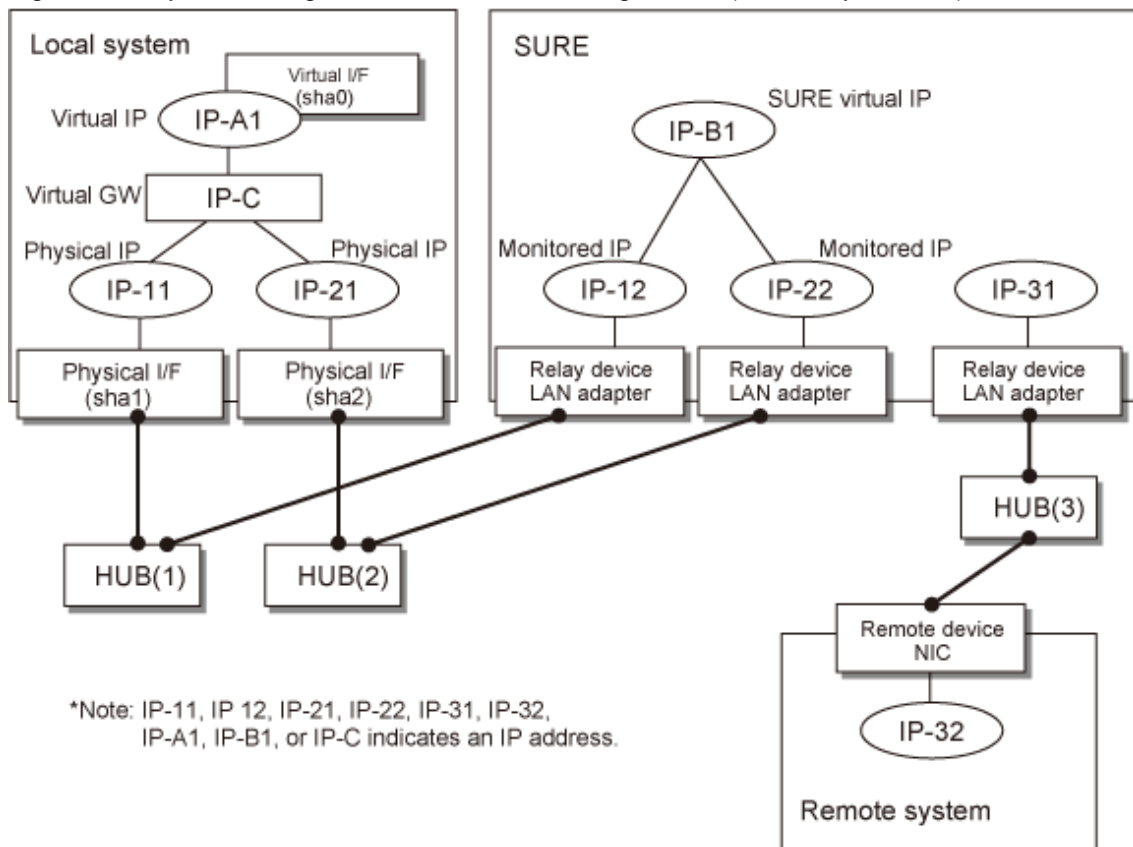 Local system
Virtual I/F
(sha0)
Virtual IP
IP-A1
Virtual GW
IP-C
Physical IP
Physical IP
IP-11
IP-21
Physical I/F
(sha1)
Physical I/F
(sha2)
SURE
SURE virtual IP
IP-B1
Monitored IP
Monitored IP
IP-12
IP-22
IP-31
Relay device
LAN adapter
Relay device
LAN adapter
Relay device
LAN adapter
HUB(1)
HUB(2)
HUB(3)
Remote device
NIC
IP-32
Remote system
*Note: IP-11, IP 12, IP-21, IP-22, IP-31, IP-32,
IP-A1, IP-B1, or IP-C indicates an IP address.